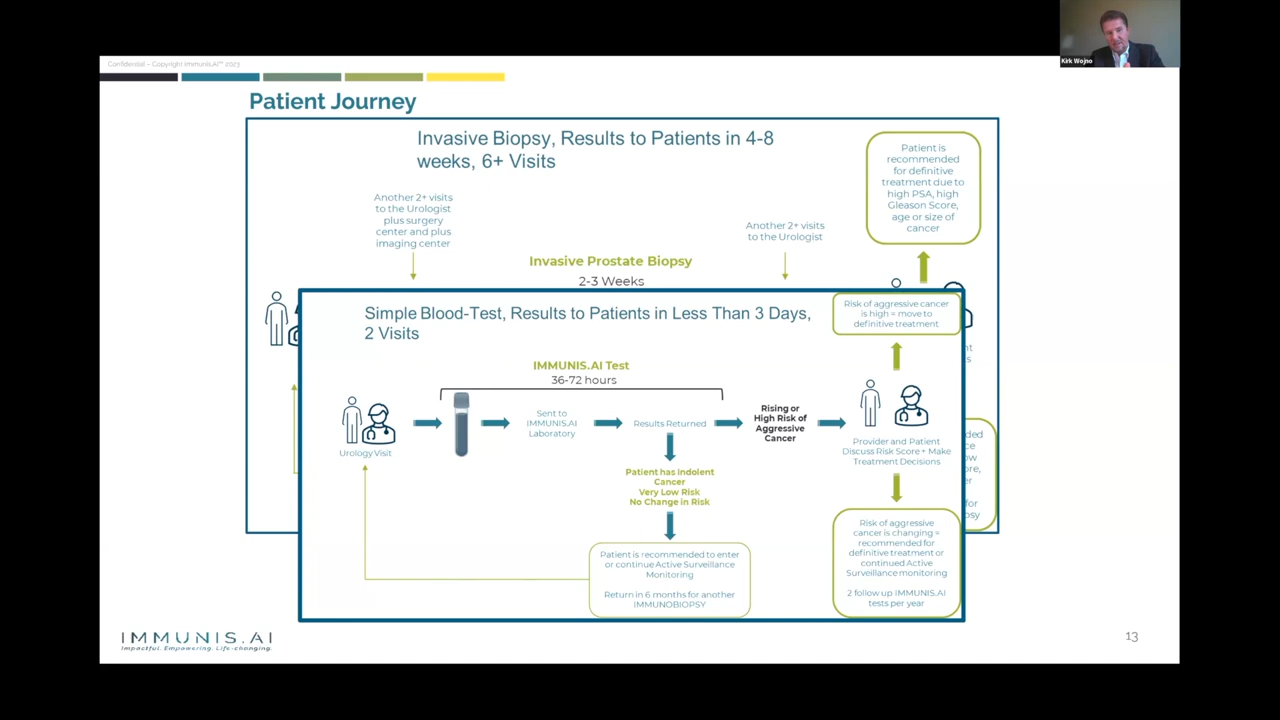 Confidential – Copyright Immunis.AI™ 2023
Kirk Wojno
Patient Journey
Invasive Biopsy, Results to Patients in 4-8
weeks, 6+ Visits
Patient is
recommended
for definitive
treatment due to
high PSA, high
Gleason Score,
age or size of
cancer
Another 2+ visits
to the Urologist
plus surgery
center and plus
imaging center
Another 2+ visits
to the Urologist
Invasive Prostate Biopsy
2-3 Weeks
Simple Blood-Test, Results to Patients in Less Than 3 Days,
2 Visits
Risk of aggressive cancer
is high = move to
definitive treatment
IMMUNIS.AI Test
36-72 hours
Urology Visit
Sent to
IMMUNIS.AI
Laboratory
Results Returned
Rising or
High Risk of
Aggressive
Cancer
Provider and Patient
Discuss Risk Score + Make
Treatment Decisions
Patient has Indolent
Cancer
Very Low Risk
No Change in Risk
Patient is recommended to enter
or continue Active Surveillance
Monitoring
Return in 6 months for another
IMMUNOBIOPSY
Risk of aggressive
cancer is changing =
recommended for
definitive treatment or
continued Active
Surveillance monitoring
2 follow up IMMUNIS.AI
tests per year
IMMUNIS.AI
Impactful. Empowering. Life-changing.
13